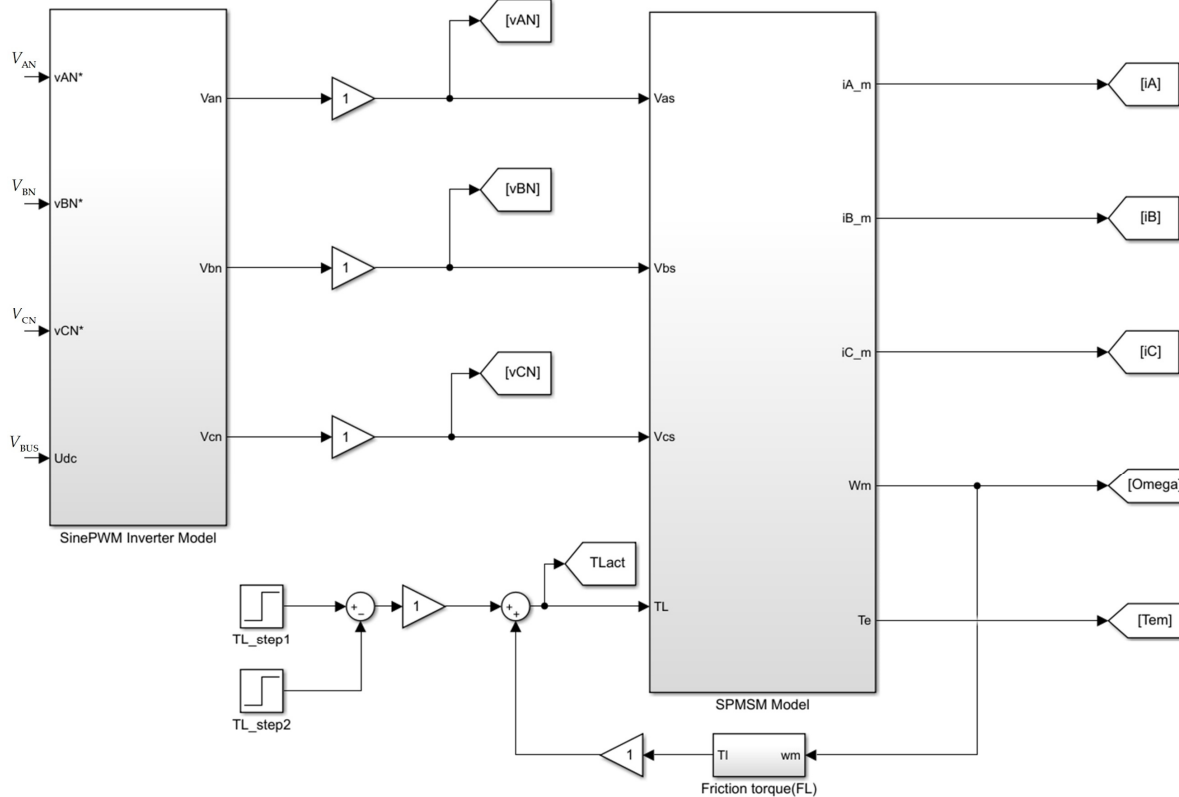 [vAN]
V_AN
vAN*
Van
1
Vas
iA_m
[iA]
[vBN]
V_BN
vBN*
Vbn
1
Vbs
iB_m
[iB]
V_CN
vCN*
iC_m
[iC]
[vCN]
Vcn
1
Vcs
V_BUS
Udc
Wm
[Omega]
SinePWM Inverter Model
TLact
TL_step1
+
−
1
+
+
TL
Te
[Tem]
TL_step2
SPMSM Model
1
Tl
wm
Friction torque(FL)